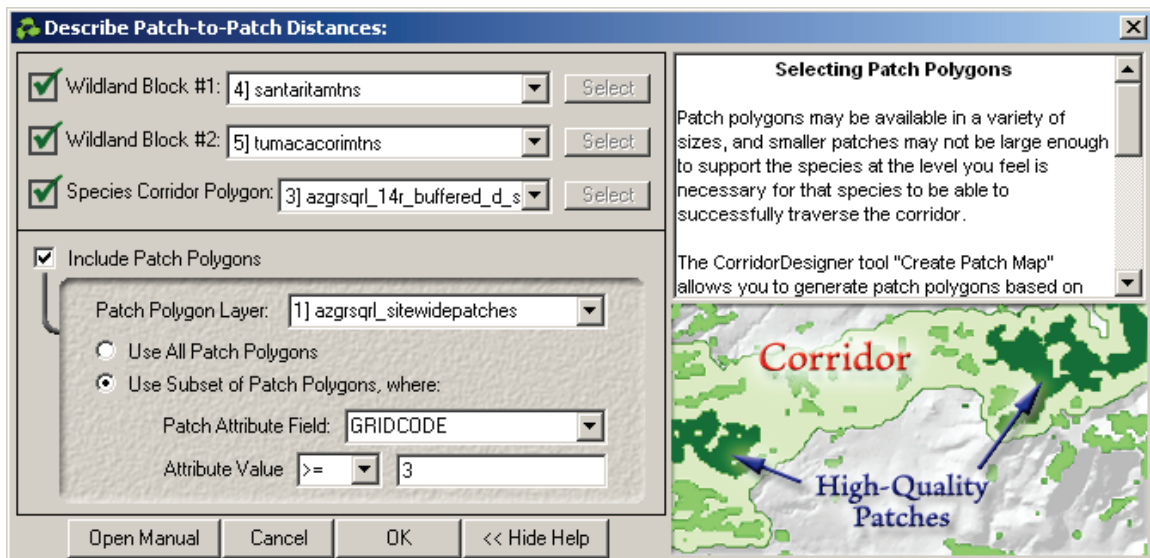 Describe Patch-to-Patch Distances:
Wildland Block #1: 4] santaritamtns Select
Wildland Block #2: 5] tumacacorimtns Select
Species Corridor Polygon: 3] azgrsqrl_14r_buffered_d_s Select
Include Patch Polygons
Patch Polygon Layer: 1] azgrsqrl_sitewidepatches
Use All Patch Polygons
Use Subset of Patch Polygons, where:
Patch Attribute Field: GRIDCODE
Attribute Value >= 3
Open Manual Cancel OK << Hide Help
Selecting Patch Polygons
Patch polygons may be available in a variety of
sizes, and smaller patches may not be large enough
to support the species at the level you feel is
necessary for that species to be able to
successfully traverse the corridor.
The CorridorDesigner tool "Create Patch Map"
allows you to generate patch polygons based on
Corridor
High-Quality
Patches